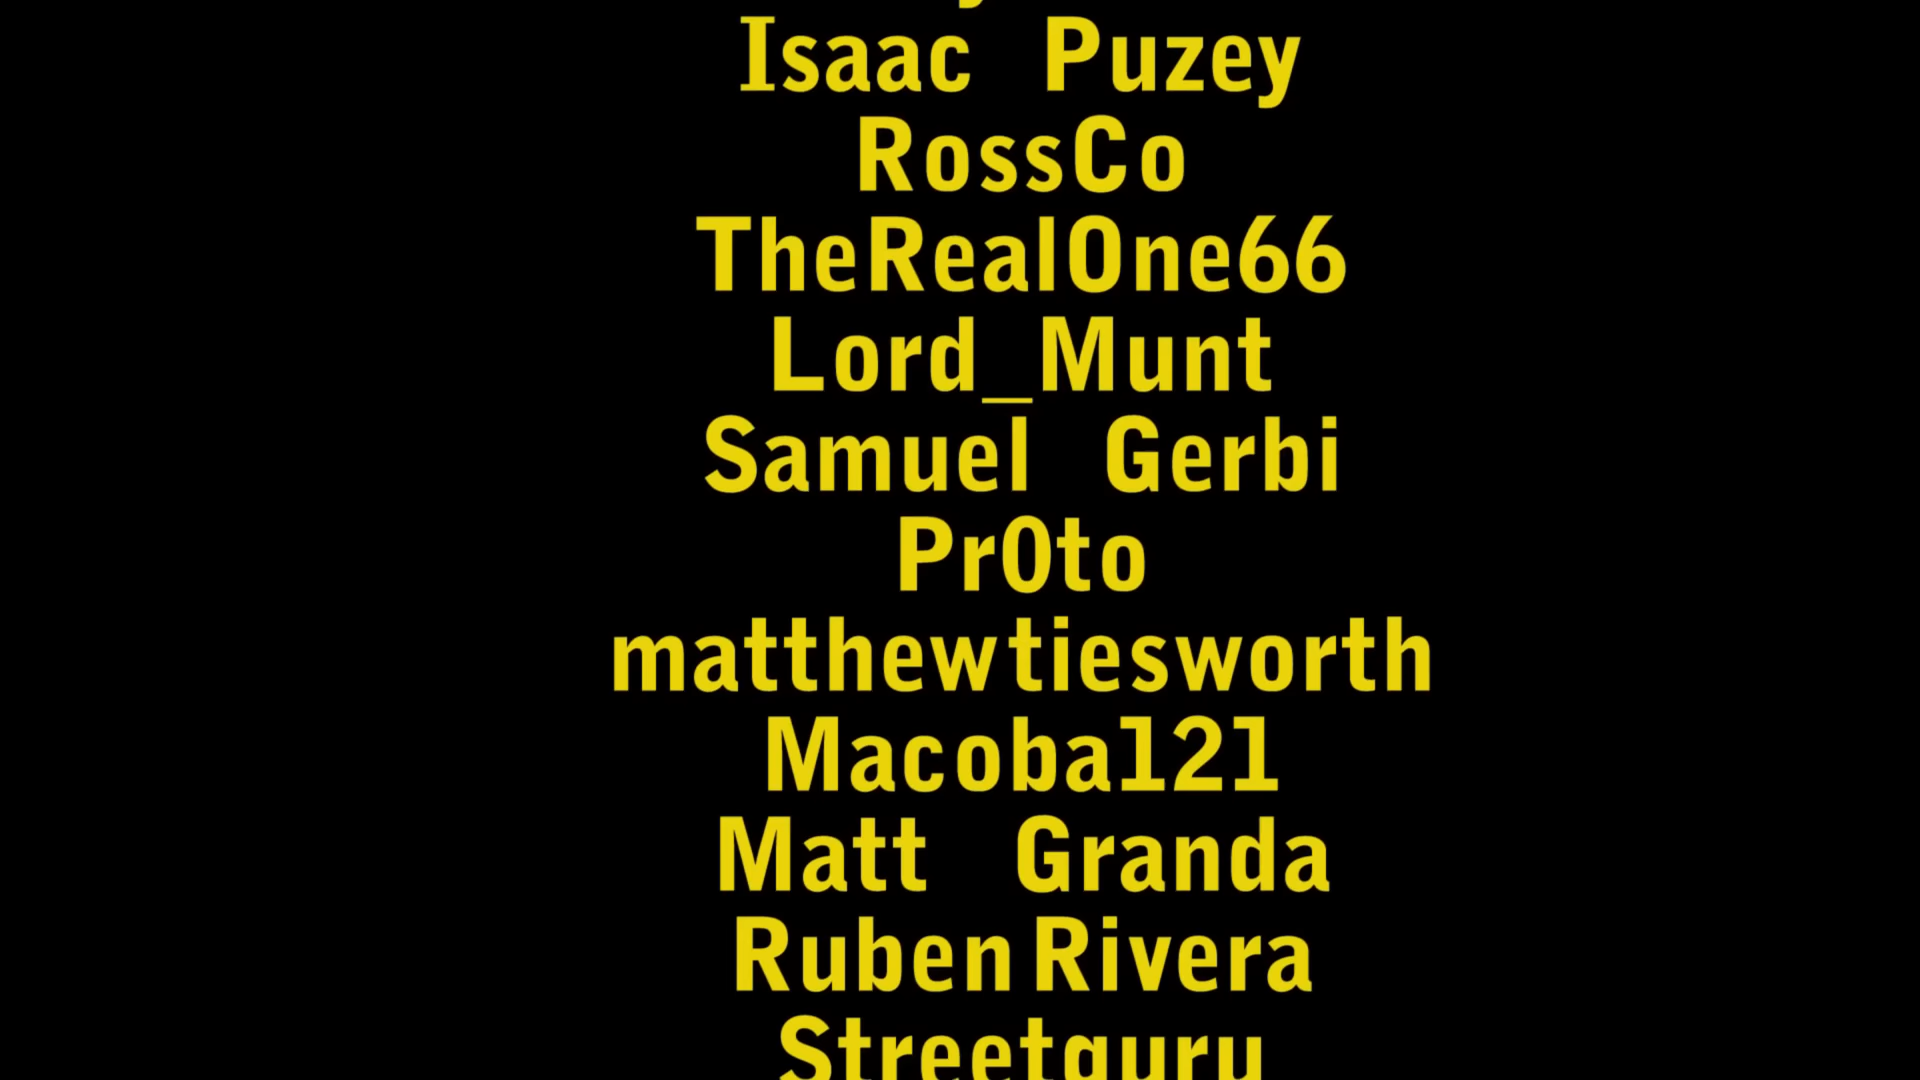 Isaac Puzey
RossCo
TheRealOne66
Lord_Munt
Samuel Gerbi
Pr0to
matthewtiesworth
Macoba121
Matt Granda
Ruben Rivera
Streetguru